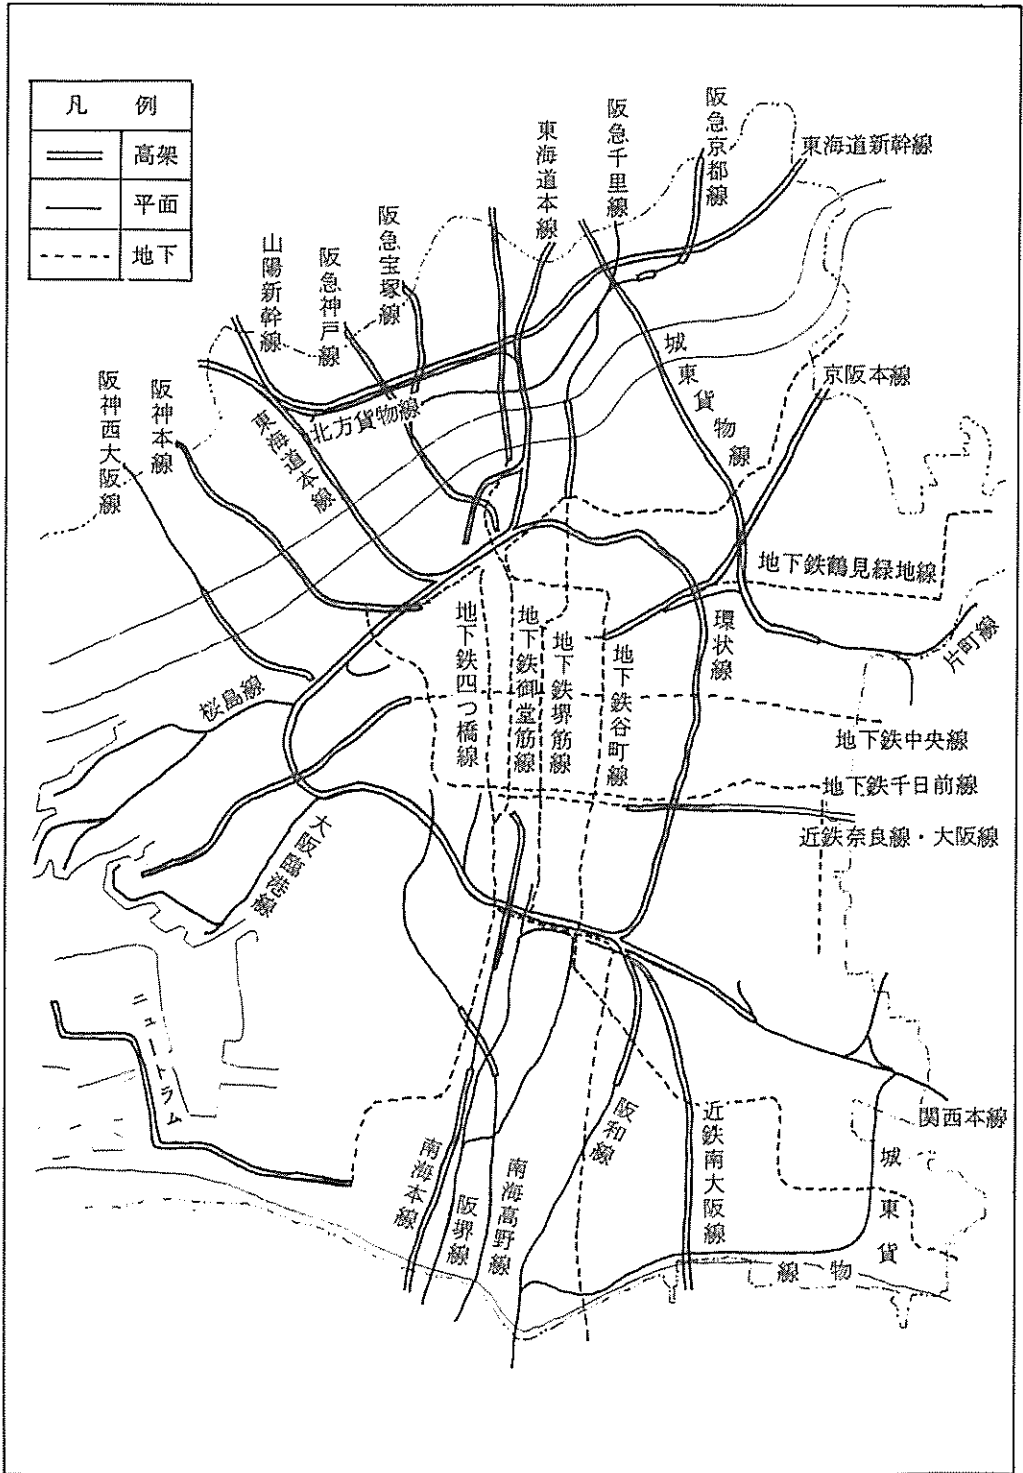 凡 例
高架
平面
地下
阪急京都線
阪急千里線
東海道本線
東海道新幹線
阪急宝塚線
山陽新幹線
阪急神戸線
城東貨物線
京阪本線
阪神西大阪線
阪神本線
東海道本線
北方貨物線
地下鉄鶴見緑地線
環状線
片町線
地下鉄四つ橋線
地下鉄御堂筋線
地下鉄堺筋線
地下鉄谷町線
桜島線
地下鉄中央線
地下鉄千日前線
近鉄奈良線・大阪線
大阪臨港線
ニュートラム
関西本線
阪和線
近鉄南大阪線
南海本線
阪堺線
南海高野線
城東貨物線